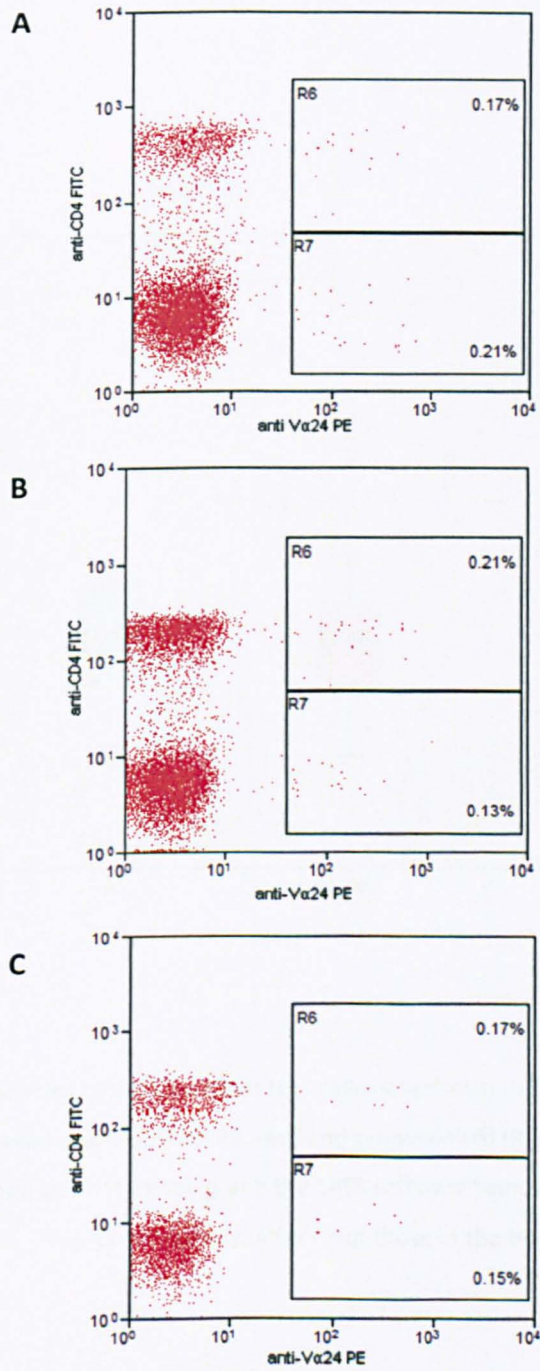 A
10⁴
R6
0.17%
10³
anti-CD4 FITC
10²
R7
10¹
0.21%
10⁰
10⁰ 10¹ 10² 10³ 10⁴
anti Vα24 PE
B
10⁴
10³
R6
0.21%
anti-CD4 FITC
10²
R7
10¹
0.13%
10⁰
10⁰ 10¹ 10² 10³ 10⁴
anti-Vα24 PE
C
10⁴
10³
R6
0.17%
anti-CD4 FITC
10²
R7
10¹
0.15%
10⁰
10⁰ 10¹ 10² 10³ 10⁴
anti-Vα24 PE